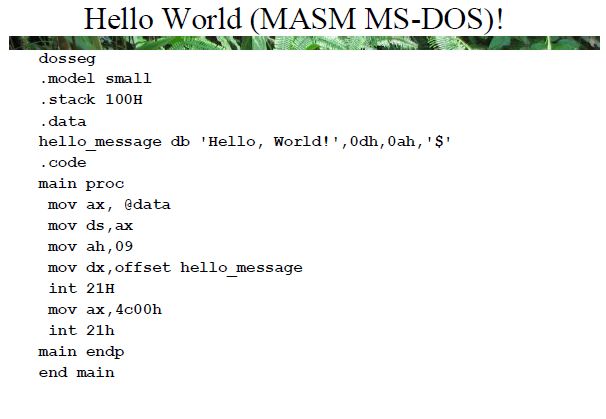 Hello World (MASM MS-DOS)!
dosseg
.model small
.stack 100H
.data
hello_message db 'Hello, World!',0dh,0ah,'$'
.code
main proc
mov ax, @data
mov ds,ax
mov ah,09
mov dx,offset hello_message
int 21H
mov ax,4c00h
int 21h
main endp
end main